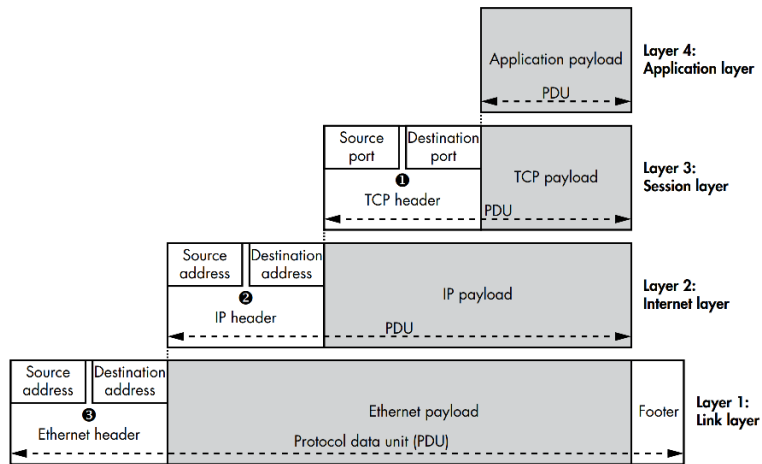 Application payload
PDU
Layer 4:
Application layer
Source
port
Destination
port
❶
TCP header
TCP payload
PDU
Layer 3:
Session layer
Source
address
Destination
address
❷
IP header
IP payload
PDU
Layer 2:
Internet layer
Source
address
Destination
address
❸
Ethernet header
Ethernet payload
Protocol data unit (PDU)
Footer
Layer 1:
Link layer